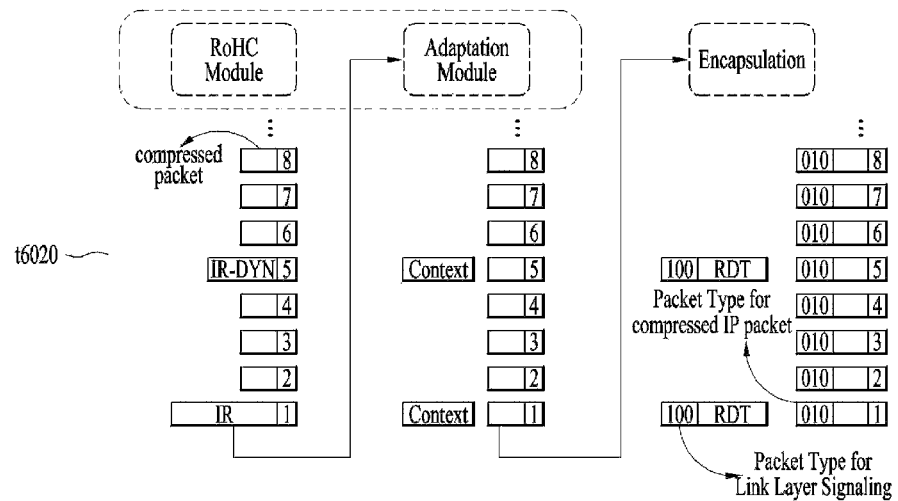 RoHC
Module
Adaptation
Module
Encapsulation
compressed
packet
t6020
8
7
6
IR-DYN 5
4
3
2
IR 1
8
7
6
Context 5
4
3
2
Context 1
010 8
010 7
010 6
100 RDT 010 5
Packet Type for
compressed IP packet
010 4
010 3
010 2
100 RDT 010 1
Packet Type for
Link Layer Signaling